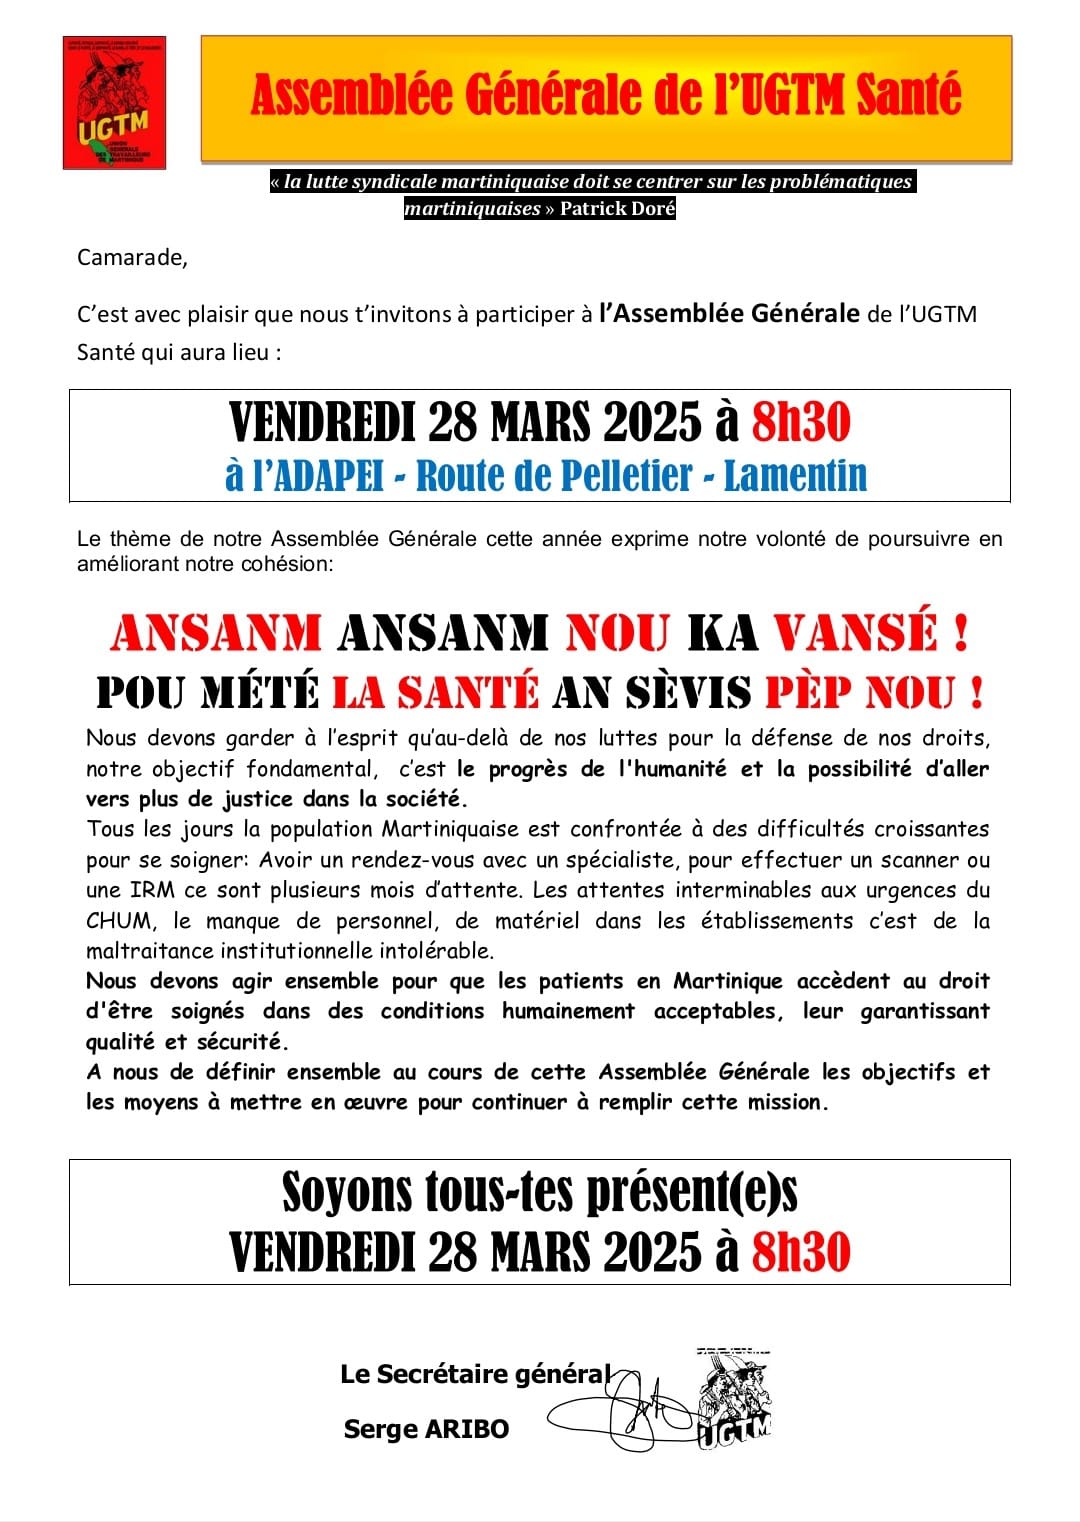 UGTM
UNION
GENERALE
DES TRAVAILLEURS
DE MARTINIQUE
Assemblée Générale de l'UGTM Santé
« la lutte syndicale martiniquaise doit se centrer sur les problématiques
martiniquaises » Patrick Doré
Camarade,
C'est avec plaisir que nous t'invitons à participer à l'Assemblée Générale de l'UGTM
Santé qui aura lieu :
VENDREDI 28 MARS 2025 à 8h30
à l'ADAPEI - Route de Pelletier - Lamentin
Le thème de notre Assemblée Générale cette année exprime notre volonté de poursuivre en
améliorant notre cohésion:
ANSANM ANSANM NOU KA VANSÉ !
POU MÉTÉ LA SANTÉ AN SÈVIS PÈP NOU !
Nous devons garder à l'esprit qu'au-delà de nos luttes pour la défense de nos droits,
notre objectif fondamental, c'est le progrès de l'humanité et la possibilité d'aller
vers plus de justice dans la société.
Tous les jours la population Martiniquaise est confrontée à des difficultés croissantes
pour se soigner: Avoir un rendez-vous avec un spécialiste, pour effectuer un scanner ou
une IRM ce sont plusieurs mois d'attente. Les attentes interminables aux urgences du
CHUM, le manque de personnel, de matériel dans les établissements c'est de la
maltraitance institutionnelle intolérable.
Nous devons agir ensemble pour que les patients en Martinique accèdent au droit
d'être soignés dans des conditions humainement acceptables, leur garantissant
qualité et sécurité.
A nous de définir ensemble au cours de cette Assemblée Générale les objectifs et
les moyens à mettre en œuvre pour continuer à remplir cette mission.
Soyons tous-tes présent(e)s
VENDREDI 28 MARS 2025 à 8h30
Le Secrétaire général
Serge ARIBO
UGTM